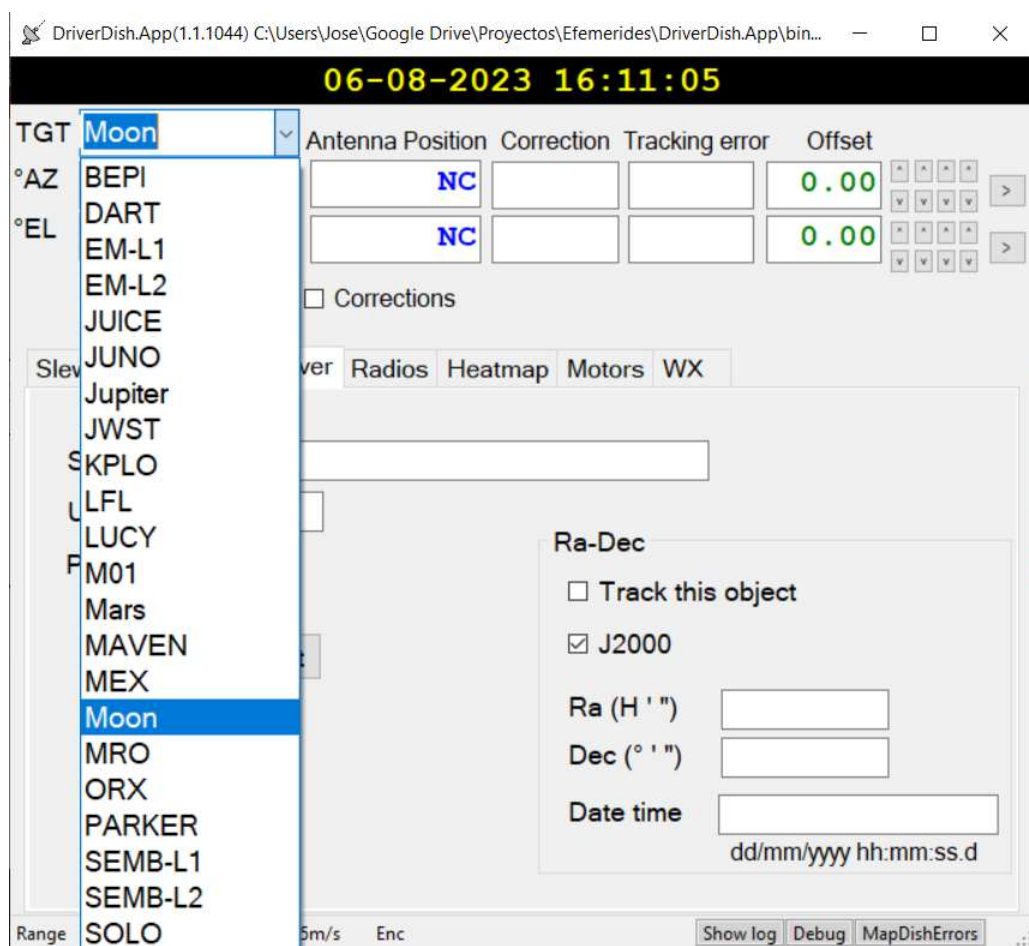 DriverDish.App(1.1.1044) C:\Users\Jose\Google Drive\Proyectos\Efemerides\DriverDish.App\bin...
06-08-2023 16:11:05
TGT Moon
Antenna Position Correction Tracking error Offset
°AZ NC 0.00 >
°EL NC 0.00 >
Corrections
BEPI
DART
EM-L1
EM-L2
JUICE
JUNO
Jupiter
JWST
KPLO
LFL
LUCY
M01
Mars
MAVEN
MEX
Moon
MRO
ORX
PARKER
SEMB-L1
SEMB-L2
SOLO
Radios Heatmap Motors WX
Ra-Dec
Track this object
J2000
Ra (H ' ")
Dec (° ' ")
Date time
dd/mm/yyyy hh:mm:ss.d
Range Enc Show log Debug MapDishErrors